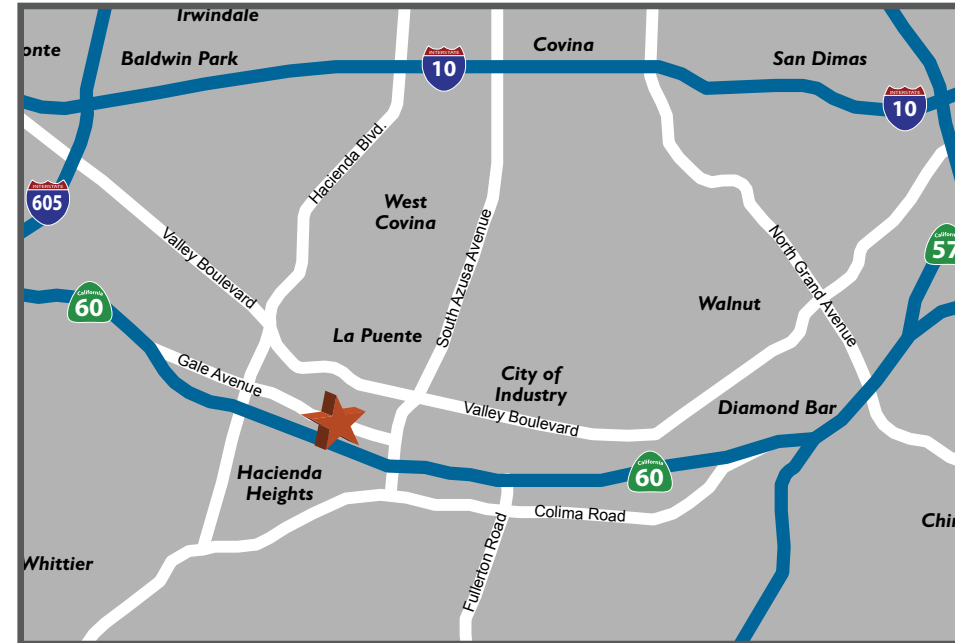 Irwindale
onte
Baldwin Park
Covina
San Dimas
INTERSTATE
10
INTERSTATE
10
INTERSTATE
605
Hacienda Blvd.
West
Covina
Valley Boulevard
South Azusa Avenue
North Grand Avenue
California
57
California
60
Walnut
La Puente
Gale Avenue
City of
Industry
Valley Boulevard
Diamond Bar
Hacienda
Heights
California
60
Colima Road
Fullerton Road
Chin
Whittier